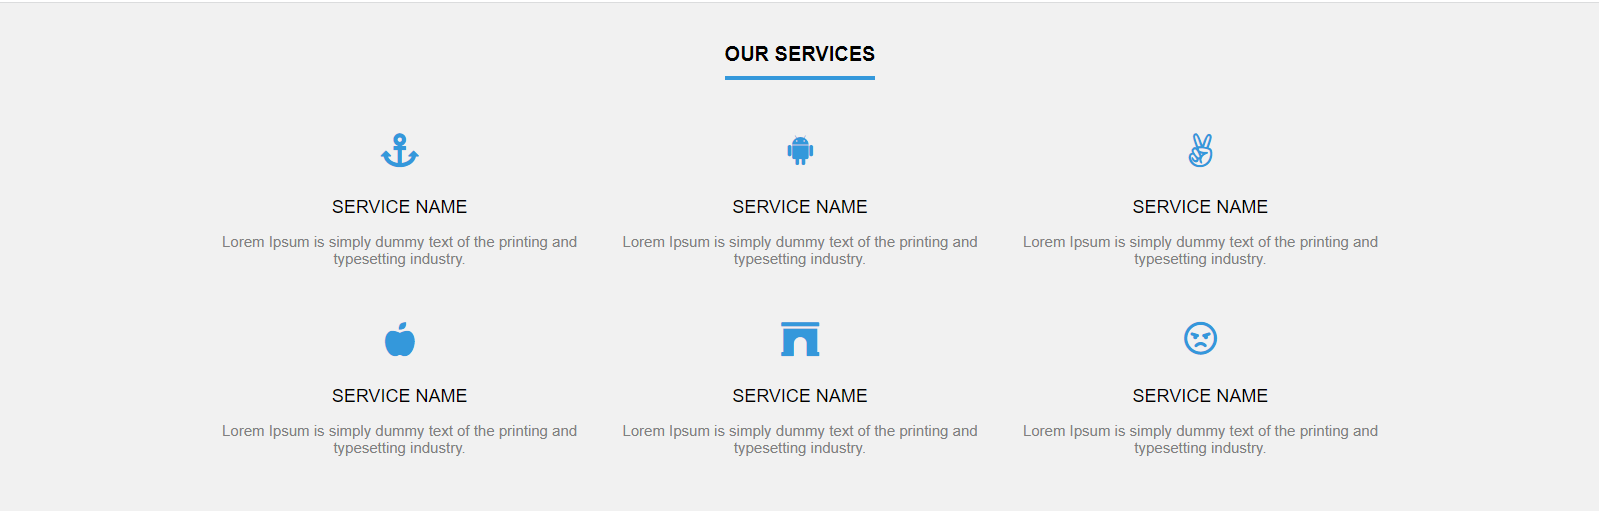 OUR SERVICES
SERVICE NAME
Lorem Ipsum is simply dummy text of the printing and
typesetting industry.
SERVICE NAME
Lorem Ipsum is simply dummy text of the printing and
typesetting industry.
SERVICE NAME
Lorem Ipsum is simply dummy text of the printing and
typesetting industry.
SERVICE NAME
Lorem Ipsum is simply dummy text of the printing and
typesetting industry.
SERVICE NAME
Lorem Ipsum is simply dummy text of the printing and
typesetting industry.
SERVICE NAME
Lorem Ipsum is simply dummy text of the printing and
typesetting industry.